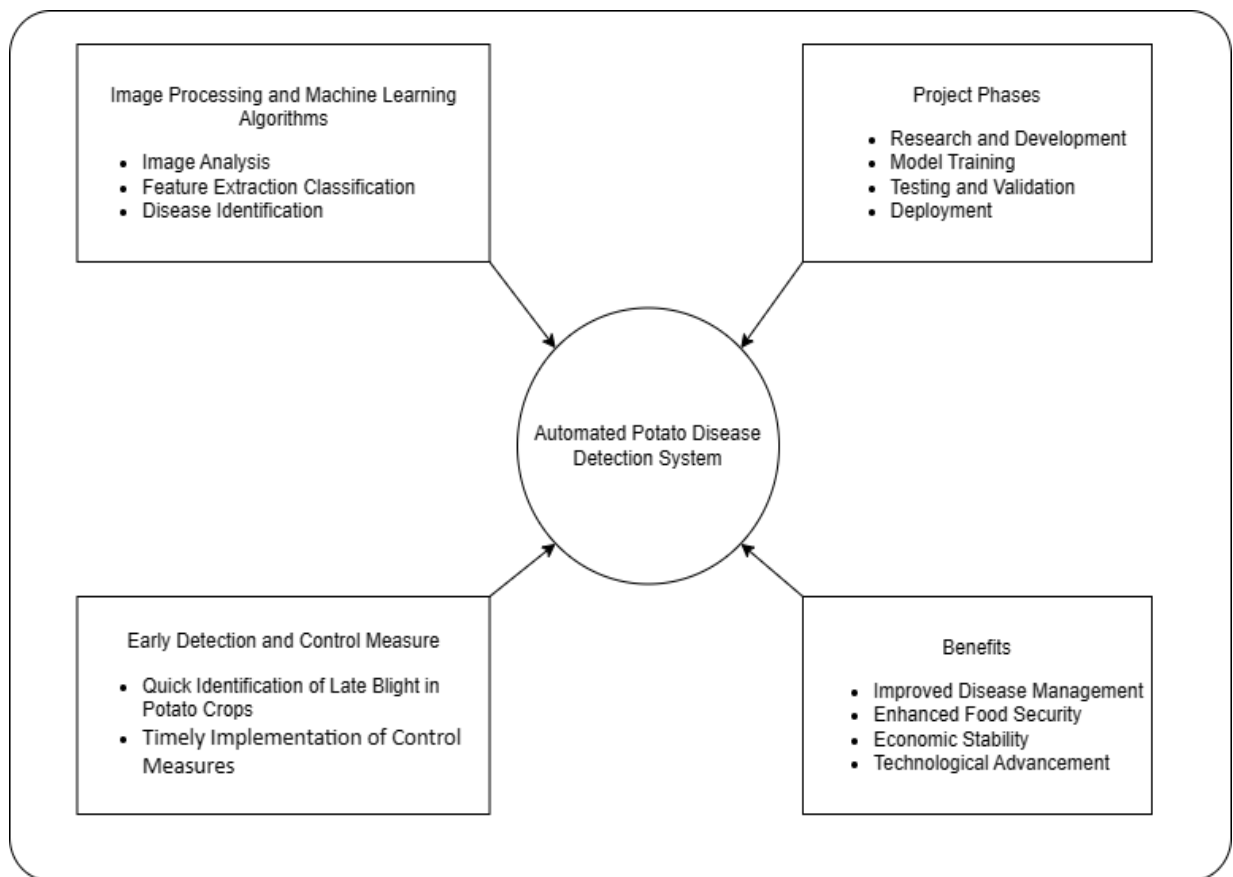 Image Processing and Machine Learning
Algorithms
• Image Analysis
• Feature Extraction Classification
• Disease Identification
Project Phases
• Research and Development
• Model Training
• Testing and Validation
• Deployment
Automated Potato Disease
Detection System
Early Detection and Control Measure
• Quick Identification of Late Blight in
Potato Crops
• Timely Implementation of Control
Measures
Benefits
• Improved Disease Management
• Enhanced Food Security
• Economic Stability
• Technological Advancement